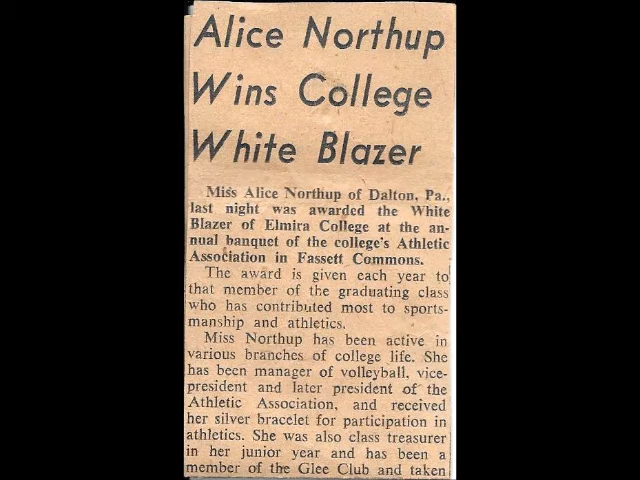 Alice Northup
Wins College
White Blazer
Miss Alice Northup of Dalton, Pa.,
last night was awarded the White
Blazer of Elmira College at the an-
nual banquet of the college's Athletic
Association in Fassett Commons.
The award is given each year to
that member of the graduating class
who has contributed most to sports-
manship and athletics.
Miss Northup has been active in
various branches of college life. She
has been manager of volleyball, vice-
president and later president of the
Athletic Association, and received
her silver bracelet for participation in
athletics. She was also class treasurer
in her junior year and has been a
member of the Glee Club and taken